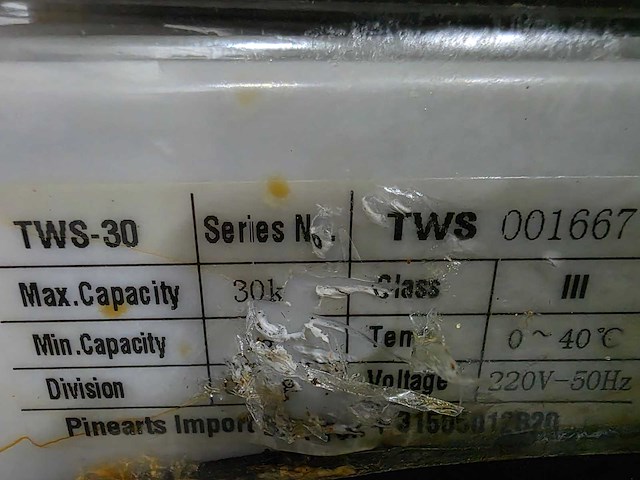 TWS-30 Series No TWS 001667
Max.Capacity 30k Class III
Min.Capacity Tem 0~40℃
Division Voltage 220V-50Hz
Pinearts Import